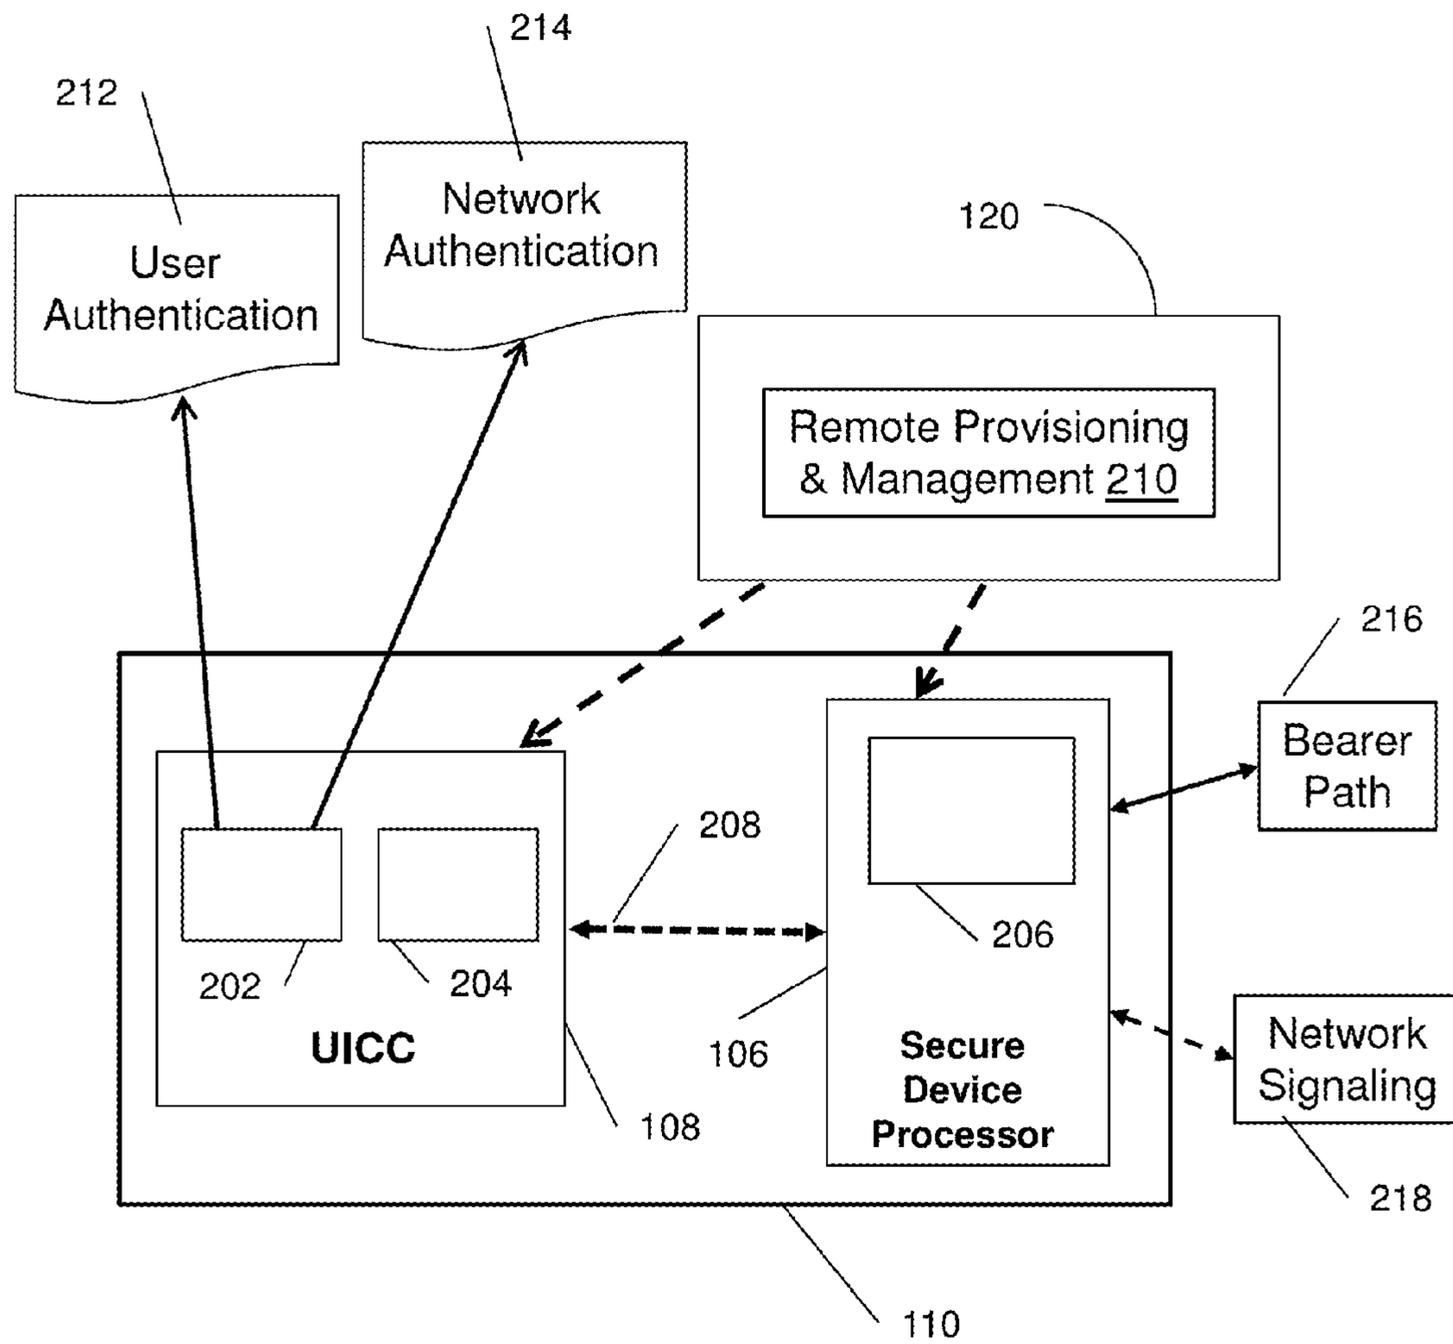 214
212
Network
Authentication
User
Authentication
120
Remote Provisioning
& Management 210
216
Bearer
Path
208
206
202
204
UICC
106
Secure
Device
Processor
Network
Signaling
108
218
110